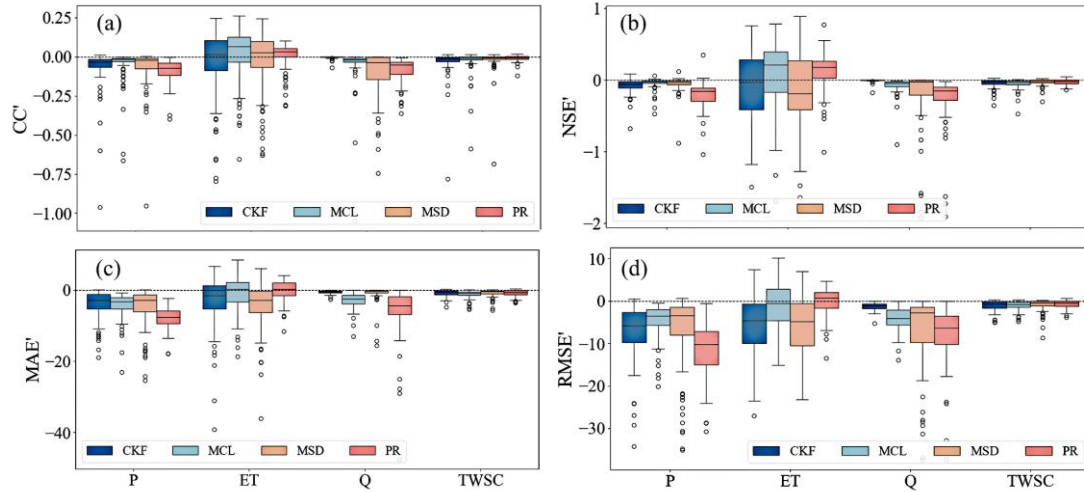 (a)
0.25
0.00
−0.25
−0.50
−0.75
−1.00
CC'
CKF MCL MSD PR
(b)
1
0
−1
−2
NSE'
CKF MCL MSD PR
(c)
0
−20
−40
MAE'
CKF MCL MSD PR
P ET Q TWSC
(d)
10
0
−10
−20
−30
RMSE'
CKF MCL MSD PR
P ET Q TWSC